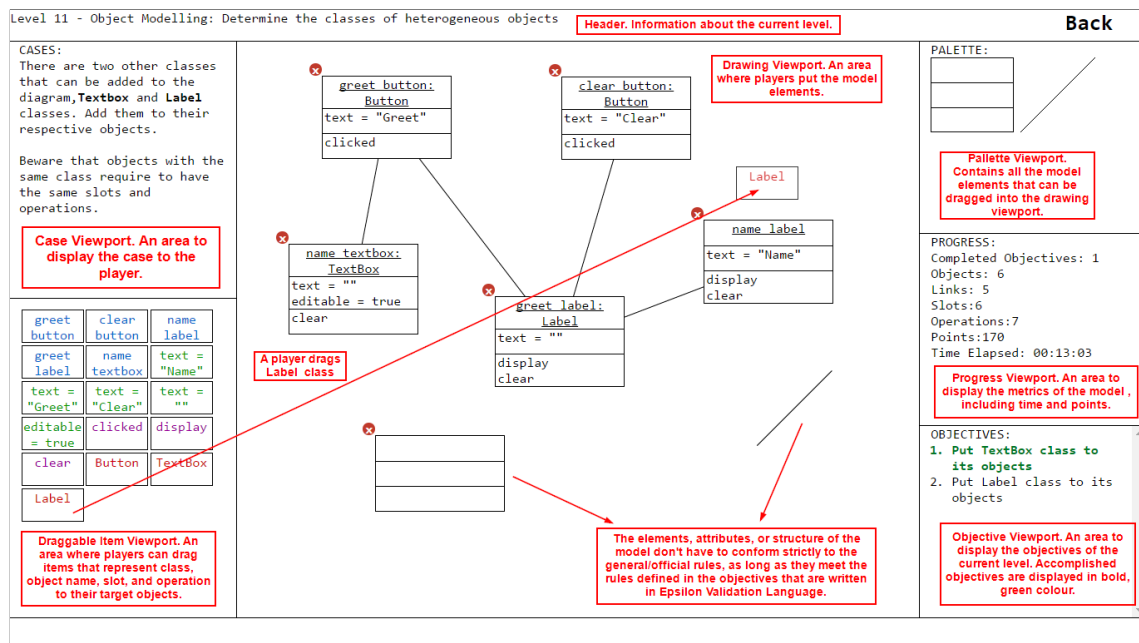 Level 11 - Object Modelling: Determine the classes of heterogeneous objects
Header. Information about the current level.
Back
CASES:
There are two other classes
that can be added to the
diagram,Textbox and Label
classes. Add them to their
respective objects.
Beware that objects with the
same class require to have
the same slots and
operations.
Case Viewport. An area to
display the case to the
player.
greet
button
clear
button
name
label
greet
label
name
textbox
text =
"Name"
text =
"Greet"
text =
"Clear"
text =
""
editable
= true
clicked
display
clear
Button
TextBox
Label
Draggable Item Viewport. An
area where players can drag
items that represent class,
object name, slot, and operation
to their target objects.
x
greet button:
Button
text = "Greet"
clicked
x
clear button:
Button
text = "Clear"
clicked
Drawing Viewport. An area
where players put the model
elements.
Label
x
name label
text = "Name"
display
clear
x
name textbox:
TextBox
text = ""
editable = true
clear
x
greet label:
Label
text = ""
display
clear
A player drags
Label class
x
The elements, attributes, or structure of the
model don't have to conform strictly to the
general/official rules, as long as they meet the
rules defined in the objectives that are written
in Epsilon Validation Language.
PALETTE:
Pallette Viewport.
Contains all the model
elements that can be
dragged into the drawing
viewport.
PROGRESS:
Completed Objectives: 1
Objects: 6
Links: 5
Slots:6
Operations:7
Points:170
Time Elapsed: 00:13:03
Progress Viewport. An area to
display the metrics of the model ,
including time and points.
OBJECTIVES:
1. Put TextBox class to
its objects
2. Put Label class to its
objects
Objective Viewport. An area to
display the objectives of the
current level. Accomplished
objectives are displayed in bold,
green colour.